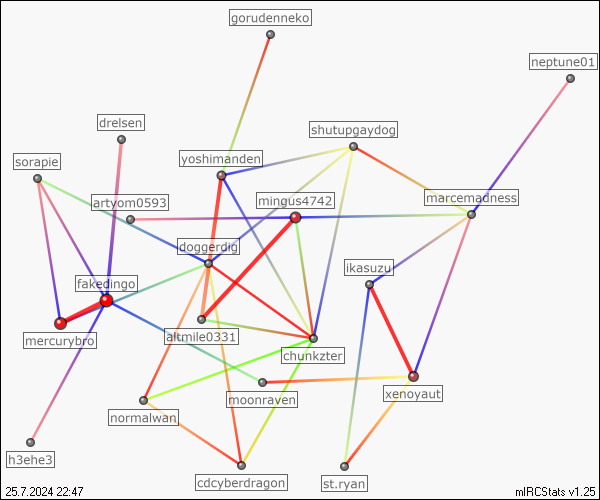 gorudenneko
neptune01
drelsen
shutupgaydog
sorapie
yoshimanden
artyom0593
mingus4742
marcemadness
doggerdig
ikasuzu
fakedingo
mercurybro
altmile0331
chunkzter
moonraven
xenoyaut
normalwan
h3ehe3
cdcyberdragon
st.ryan
25.7.2024 22:47
mIRCStats v1.25